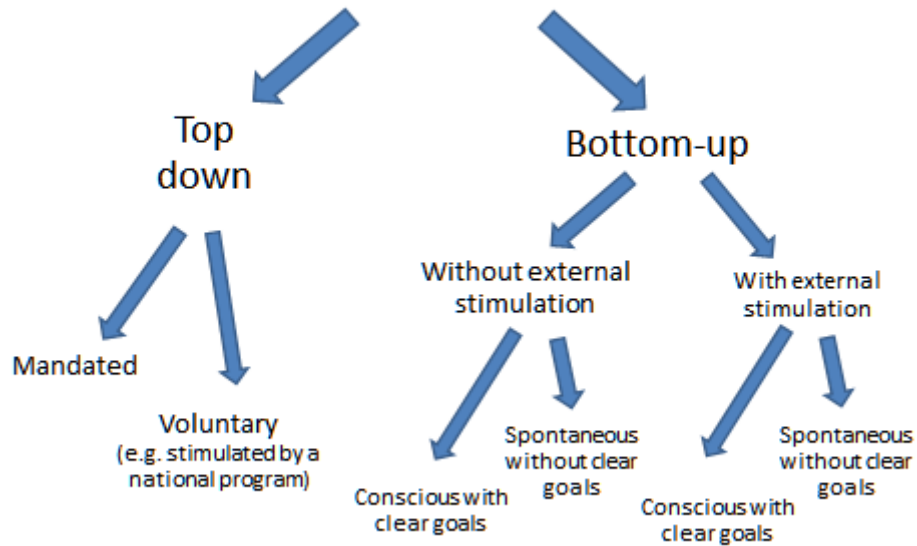 Top
down
Bottom-up
Without external
stimulation
With external
stimulation
Mandated
Voluntary
(e.g. stimulated by a
national program)
Conscious with
clear goals
Spontaneous
without clear
goals
Conscious with
clear goals
Spontaneous
without clear
goals